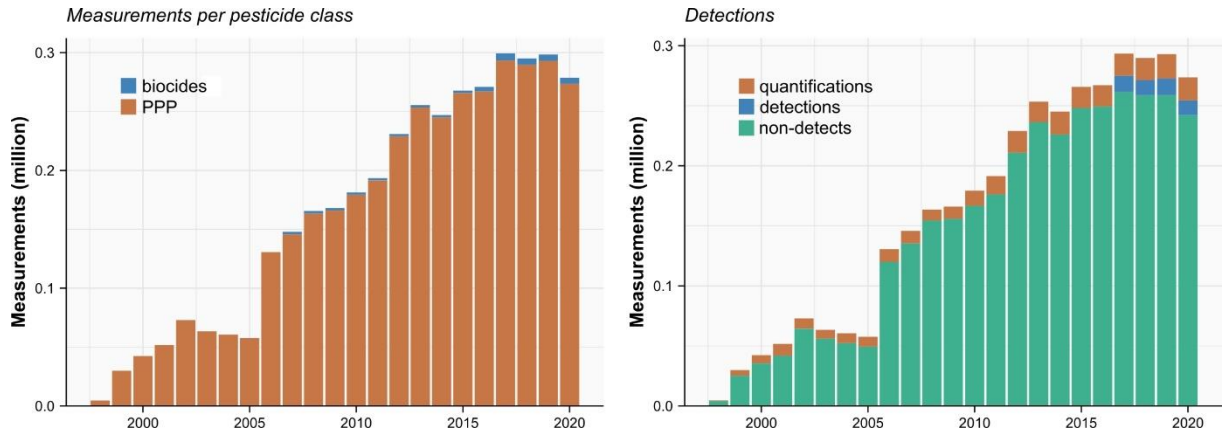 Measurements per pesticide class
Measurements (million)
0.3
0.2
0.1
0.0
biocides
PPP
2000
2005
2010
2015
2020
Detections
Measurements (million)
0.3
0.2
0.1
0.0
quantifications
detections
non-detects
2000
2005
2010
2015
2020